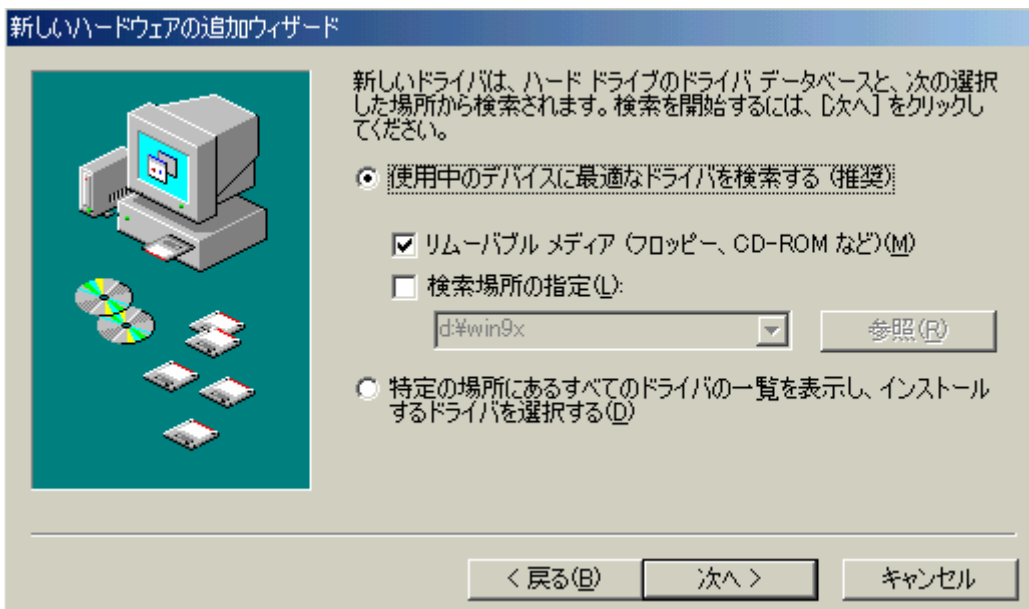 新しいハードウェアの追加ウィザード
新しいドライバは、ハード ドライブのドライバ データベースと、次の選択
した場所から検索されます。検索を開始するには、[次へ] をクリックし
てください。
使用中のデバイスに最適なドライバを検索する (推奨)
リムーバブル メディア (フロッピー、CD-ROM など)(M)
検索場所の指定(L):
d:¥win9x
参照(R)
特定の場所にあるすべてのドライバの一覧を表示し、インストール
するドライバを選択する(D)
< 戻る(B)
次へ >
キャンセル